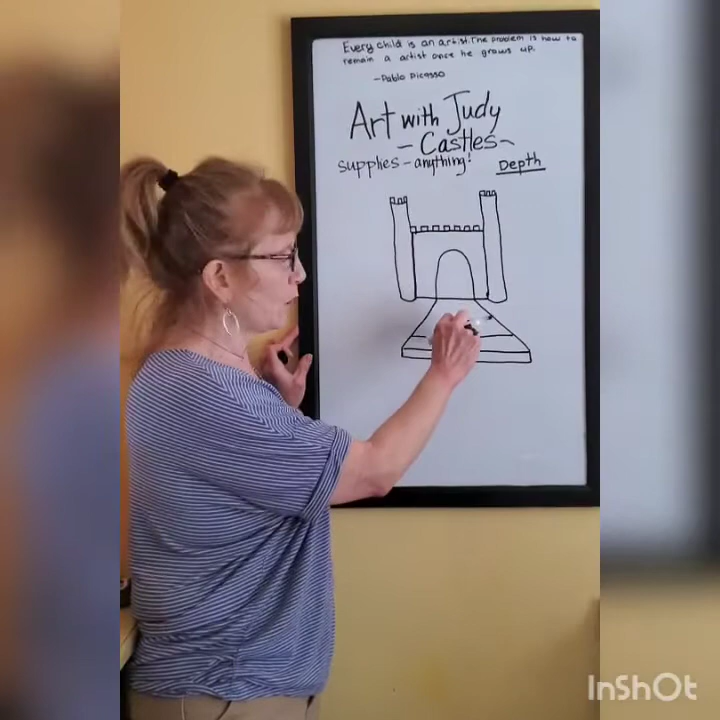 Every child is an artist. The problem is how to
remain a artist once he grows up.
-Pablo Picasso
Art with Judy
- Castles -
supplies - anything!
Depth
InShOt